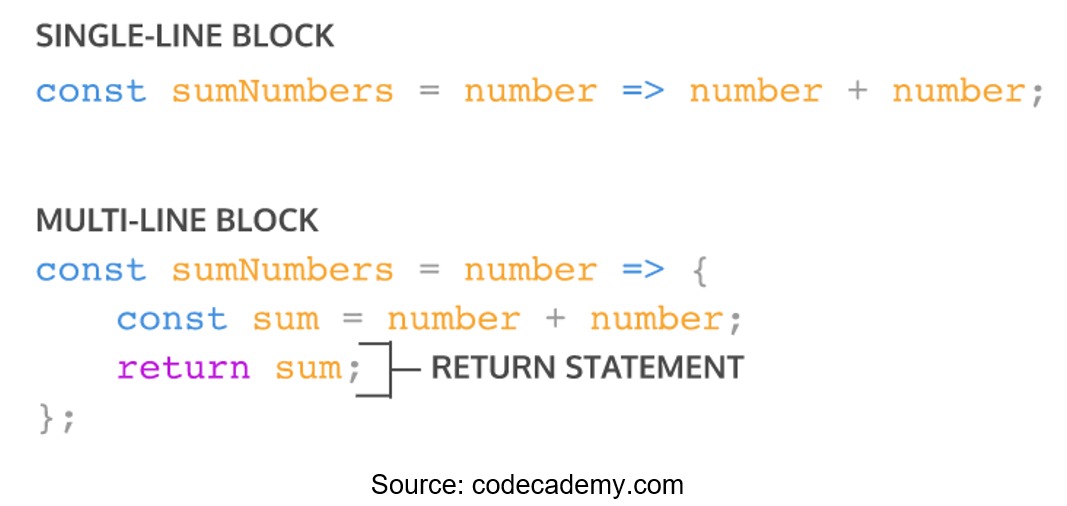 SINGLE-LINE BLOCK
const sumNumbers = number => number + number;
MULTI-LINE BLOCK
const sumNumbers = number => {
    const sum = number + number;
    return sum; RETURN STATEMENT
};
Source: codecademy.com